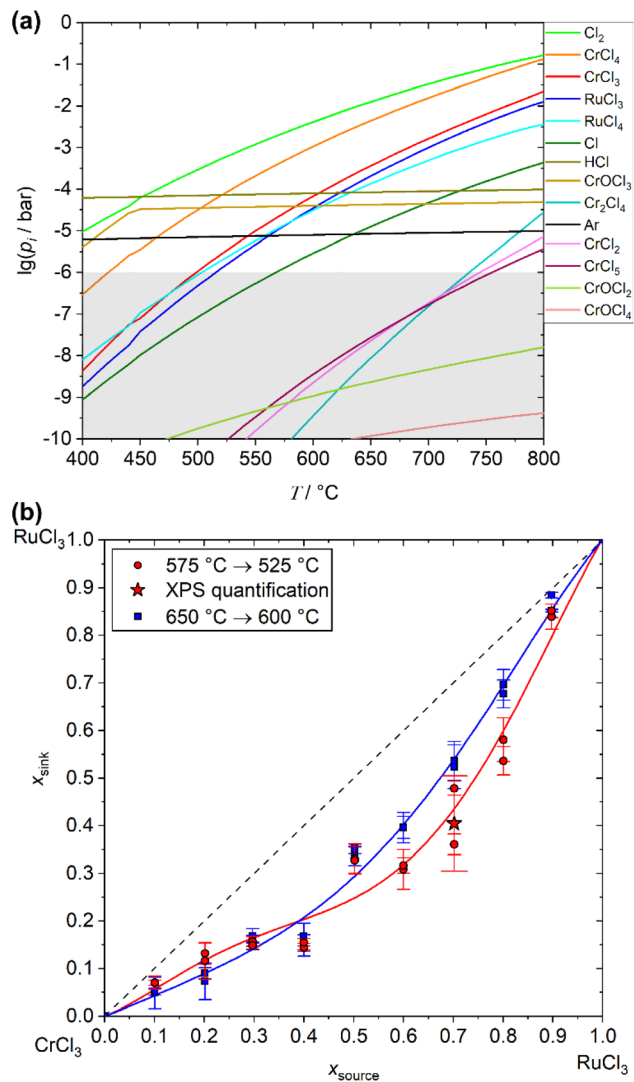 (a)
0
-1
-2
-3
-4
-5
-6
-7
-8
-9
-10
lg(pᵢ / bar)
400 450 500 550 600 650 700 750 800
T / °C
Cl₂
CrCl₄
CrCl₃
RuCl₃
RuCl₄
Cl
HCl
CrOCl₃
Cr₂Cl₄
Ar
CrCl₂
CrCl₅
CrOCl₂
CrOCl₄
(b)
RuCl₃ 1.0
0.9
0.8
0.7
0.6
0.5
0.4
0.3
0.2
0.1
0.0
x_sink
575 °C → 525 °C
XPS quantification
650 °C → 600 °C
0.0 0.1 0.2 0.3 0.4 0.5 0.6 0.7 0.8 0.9 1.0
CrCl₃ x_source RuCl₃